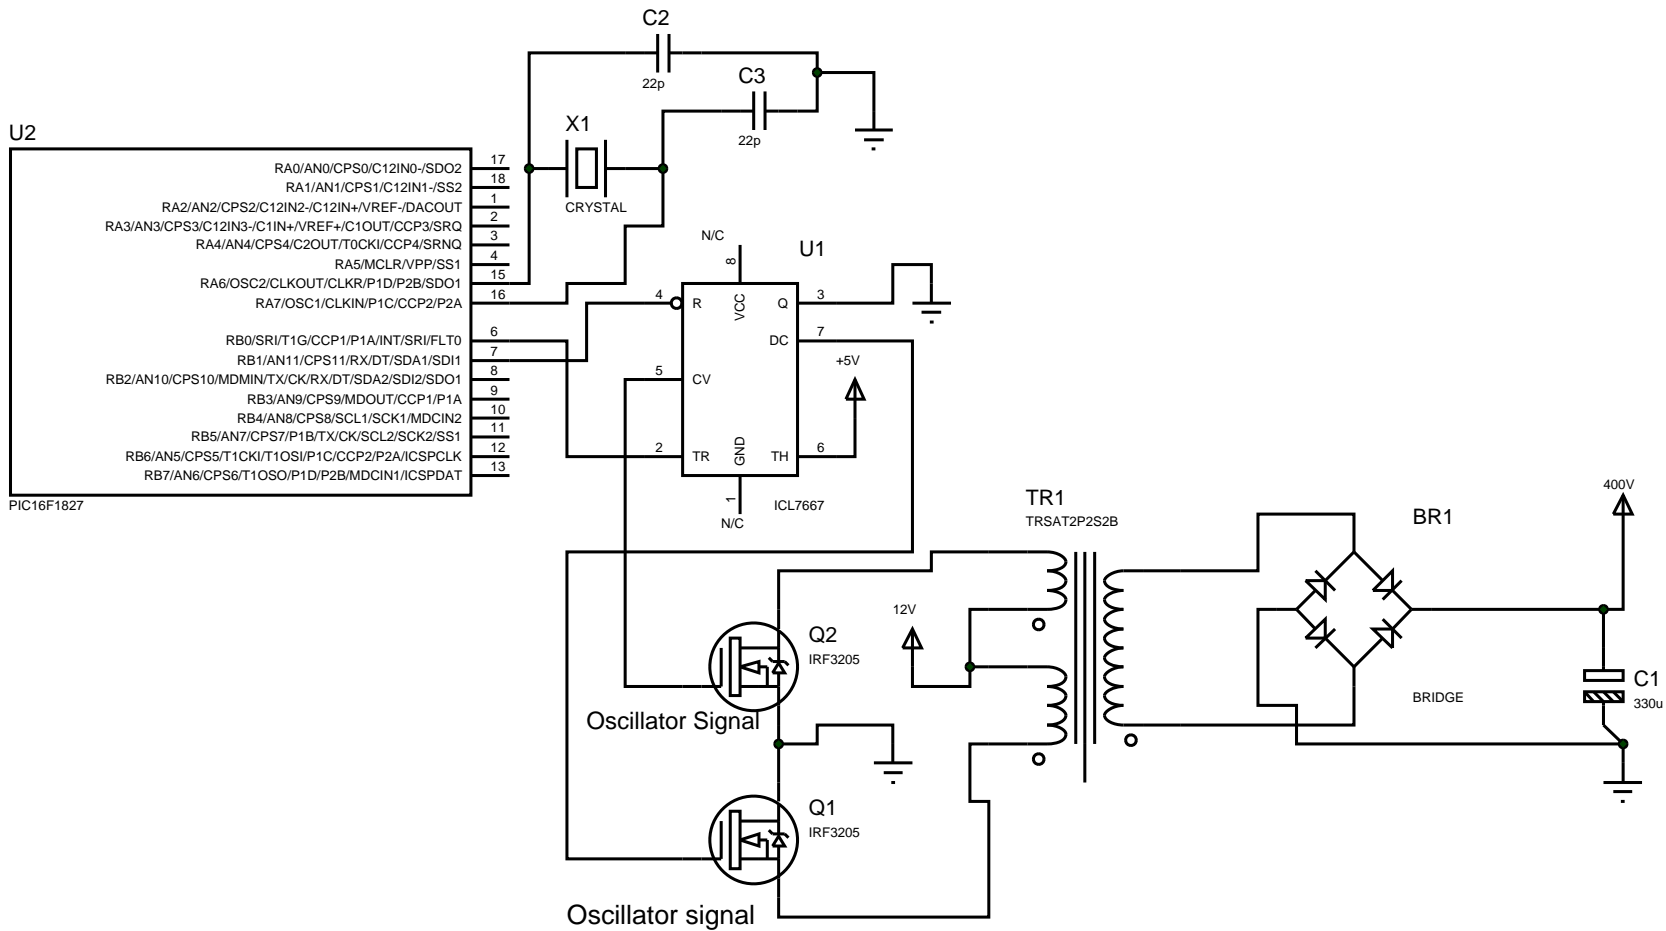 C2
22p
C3
22p
X1
CRYSTAL
U2
RA0/AN0/CPS0/C12IN0-/SDO2 17
RA1/AN1/CPS1/C12IN1-/SS2 18
RA2/AN2/CPS2/C12IN2-/C12IN+/VREF-/DACOUT 1
RA3/AN3/CPS3/C12IN3-/C1IN+/VREF+/C1OUT/CCP3/SRQ 2
RA4/AN4/CPS4/C2OUT/T0CKI/CCP4/SRNQ 3
RA5/MCLR/VPP/SS1 4
RA6/OSC2/CLKOUT/CLKR/P1D/P2B/SDO1 15
RA7/OSC1/CLKIN/P1C/CCP2/P2A 16
RB0/SRI/T1G/CCP1/P1A/INT/SRI/FLT0 6
RB1/AN11/CPS11/RX/DT/SDA1/SDI1 7
RB2/AN10/CPS10/MDMIN/TX/CK/RX/DT/SDA2/SDI2/SDO1 8
RB3/AN9/CPS9/MDOUT/CCP1/P1A 9
RB4/AN8/CPS8/SCL1/SCK1/MDCIN2 10
RB5/AN7/CPS7/P1B/TX/CK/SCL2/SCK2/SS1 11
RB6/AN5/CPS5/T1CKI/T1OSI/P1C/CCP2/P2A/ICSPCLK 12
RB7/AN6/CPS6/T1OSO/P1D/P2B/MDCIN1/ICSPDAT 13
PIC16F1827
N/C
8
U1
4 R
VCC
Q 3
DC 7
5 CV
+5V
2 TR
GND
TH 6
1
N/C
ICL7667
TR1
TRSAT2P2S2B
12V
Q2
IRF3205
Oscillator Signal
Q1
IRF3205
Oscillator signal
BR1
BRIDGE
400V
C1
330u